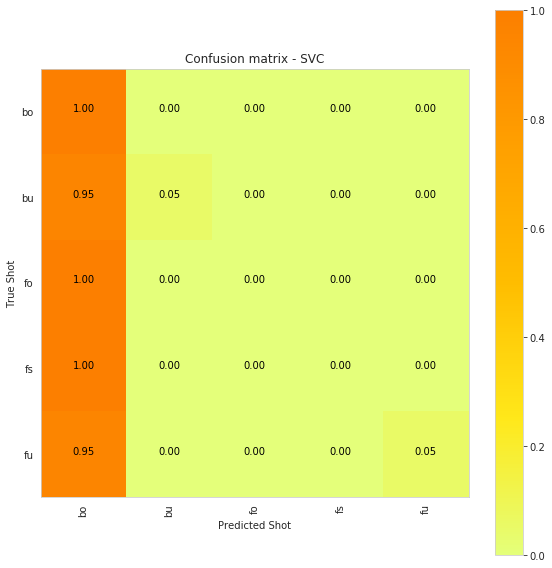 Confusion matrix - SVC
1.0
0.8
0.6
0.4
0.2
0.0
True Shot
bo 1.00 0.00 0.00 0.00 0.00
bu 0.95 0.05 0.00 0.00 0.00
fo 1.00 0.00 0.00 0.00 0.00
fs 1.00 0.00 0.00 0.00 0.00
fu 0.95 0.00 0.00 0.00 0.05
bo bu fo fs fu
Predicted Shot